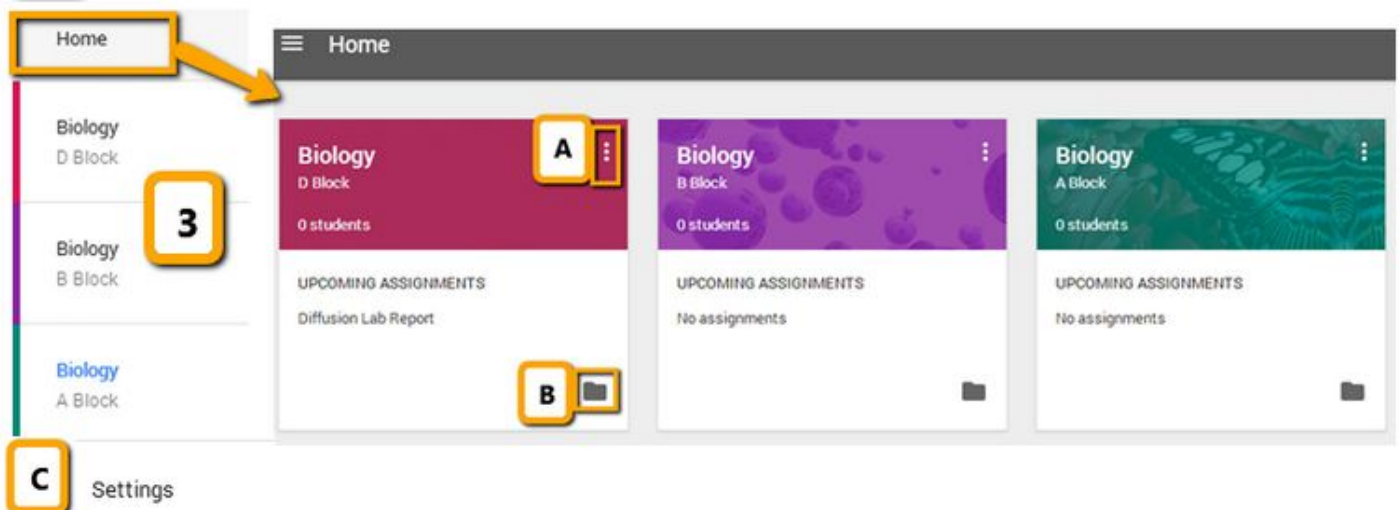 Home
Biology
D Block
3
Biology
B Block
Biology
A Block
C
Settings
Home
Biology
D Block
0 students
A
UPCOMING ASSIGNMENTS
Diffusion Lab Report
B
Biology
B Block
0 students
UPCOMING ASSIGNMENTS
No assignments
Biology
A Block
0 students
UPCOMING ASSIGNMENTS
No assignments